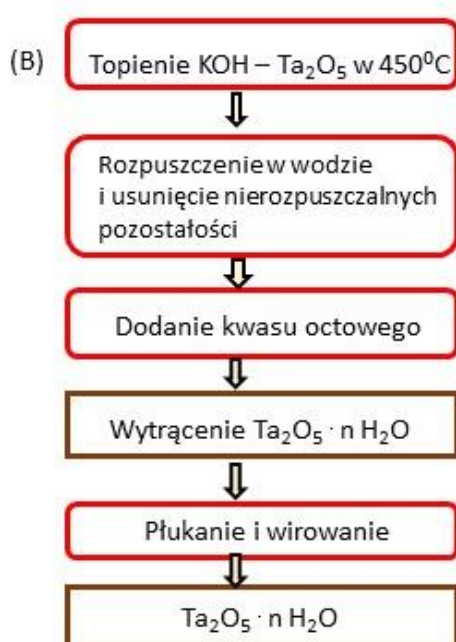 (B)
Topienie KOH – Ta₂O₅ w 450⁰C
Rozpuszczenie w wodzie
i usunięcie nierozpuszczalnych
pozostałości
Dodanie kwasu octowego
Wytrącenie Ta₂O₅ · n H₂O
Płukanie i wirowanie
Ta₂O₅ · n H₂O